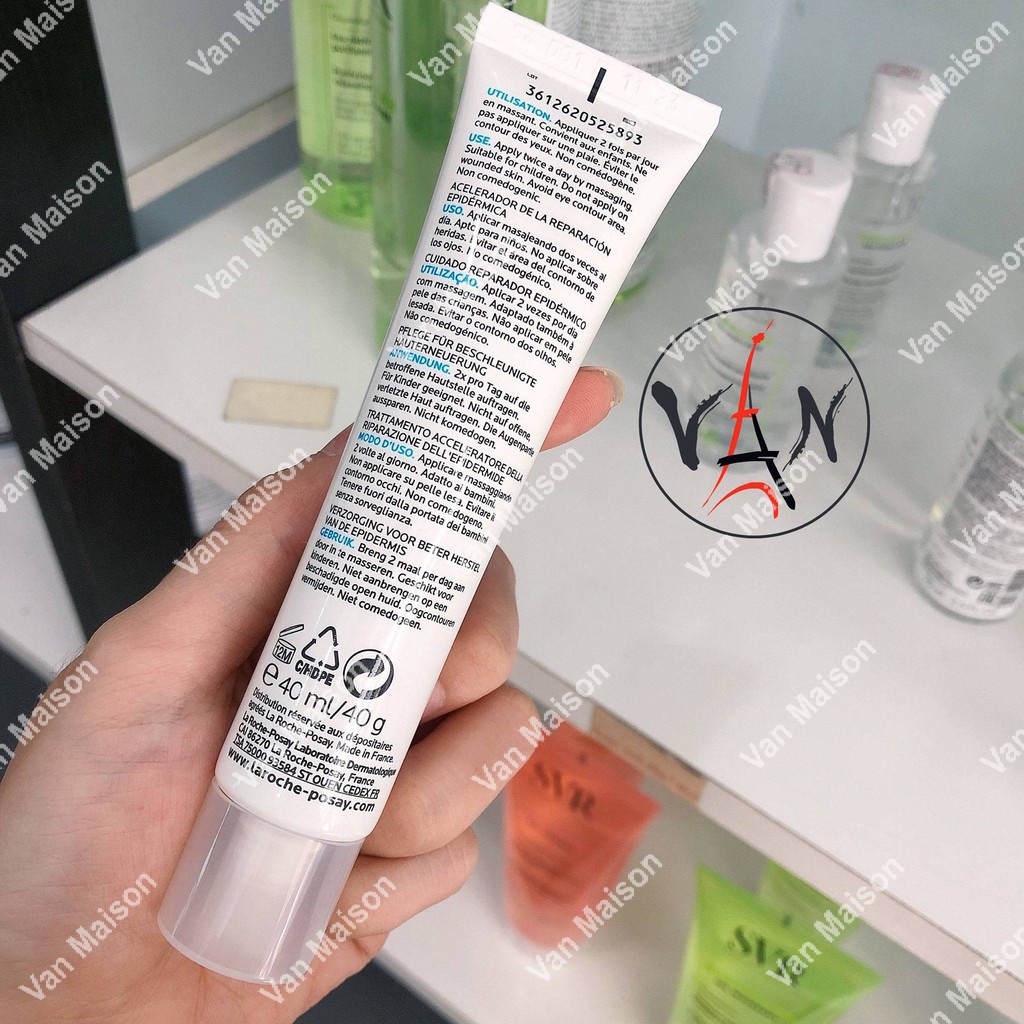 LOT
3612620525893
UTILISATION. Appliquer 2 fois par jour
en massant. Convient aux enfants. Ne
pas appliquer sur une plaie. Éviter le
contour des yeux. Non comédogène.
USE. Apply twice a day by massaging.
Suitable for children. Do not apply on
wounded skin. Avoid eye contour area.
Non comedogenic.
ACELERADOR DE LA REPARACIÓN
EPIDÉRMICA
USO. Aplicar masajeando dos veces al
día. Apto para niños. No aplicar sobre
heridas. Evitar el area del contorno de
los ojos. No comedogénico.
CUIDADO REPARADOR EPIDÉRMICO
UTILIZAÇÃO. Aplicar 2 vezes por dia
com massagem. Adaptado também à
pele das crianças. Não aplicar em pele
lesada. Evitar o contorno dos olhos.
Não comedogénico.
PFLEGE FÜR BESCHLEUNIGTE
HAUTERNEUERUNG
ANWENDUNG. 2x pro Tag auf die
betroffene Hautstelle auftragen.
Für Kinder geeignet. Nicht auf offene,
verletzte Haut auftragen. Die Augenpartie
aussparen. Nicht komedogen.
TRATTAMENTO ACCELERATORE DELLA
RIPARAZIONE DELL'EPIDERMIDE
MODO D'USO. Applicare massaggiando
2 volte al giorno. Adatto ai bambini.
Non applicare su pelle lesa. Evitare il
contorno occhi. Non comedogeno.
Tenere fuori dalla portata dei bambini
senza sorveglianza.
VERZORGING VOOR BETER HERSTEL
VAN DE EPIDERMIS
GEBRUIK. Breng 2 maal per dag aan
door in te masseren. Geschikt voor
kinderen. Niet aanbrengen op een
beschadigde open huid. Oogcontouren
vermijden. Niet comedogeen.
12M
C/HDPE
e 40 ml/40 g
Distribution réservée aux dépositaires
agréés La Roche-Posay. Made in France.
La Roche-Posay Laboratoire Dermatologique
CAI 86270 La Roche-Posay, France
TSA 75000 93584 ST OUEN CEDEX FR
www.laroche-posay.com
VAN
SVR
SVR
Van Maison